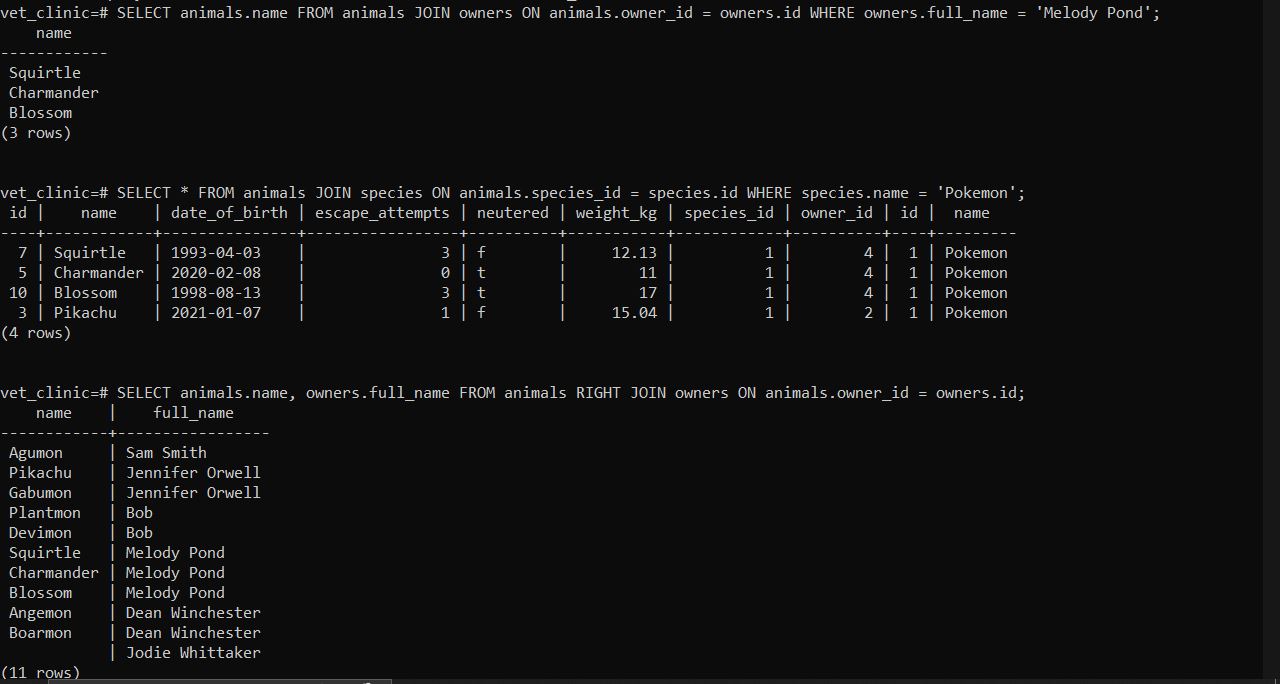 vet_clinic=# SELECT animals.name FROM animals JOIN owners ON animals.owner_id = owners.id WHERE owners.full_name = 'Melody Pond';
    name
------------
 Squirtle
 Charmander
 Blossom
(3 rows)
vet_clinic=# SELECT * FROM animals JOIN species ON animals.species_id = species.id WHERE species.name = 'Pokemon';
 id |    name    | date_of_birth | escape_attempts | neutered | weight_kg | species_id | owner_id | id |  name
----+------------+---------------+-----------------+----------+-----------+------------+----------+----+---------
  7 | Squirtle   | 1993-04-03    |               3 | f        |     12.13 |          1 |        4 |  1 | Pokemon
  5 | Charmander | 2020-02-08    |               0 | t        |        11 |          1 |        4 |  1 | Pokemon
 10 | Blossom    | 1998-08-13    |               3 | t        |        17 |          1 |        4 |  1 | Pokemon
  3 | Pikachu    | 2021-01-07    |               1 | f        |     15.04 |          1 |        2 |  1 | Pokemon
(4 rows)
vet_clinic=# SELECT animals.name, owners.full_name FROM animals RIGHT JOIN owners ON animals.owner_id = owners.id;
    name    |    full_name
------------+-----------------
 Agumon     | Sam Smith
 Pikachu    | Jennifer Orwell
 Gabumon    | Jennifer Orwell
 Plantmon   | Bob
 Devimon    | Bob
 Squirtle   | Melody Pond
 Charmander | Melody Pond
 Blossom    | Melody Pond
 Angemon    | Dean Winchester
 Boarmon    | Dean Winchester
            | Jodie Whittaker
(11 rows)